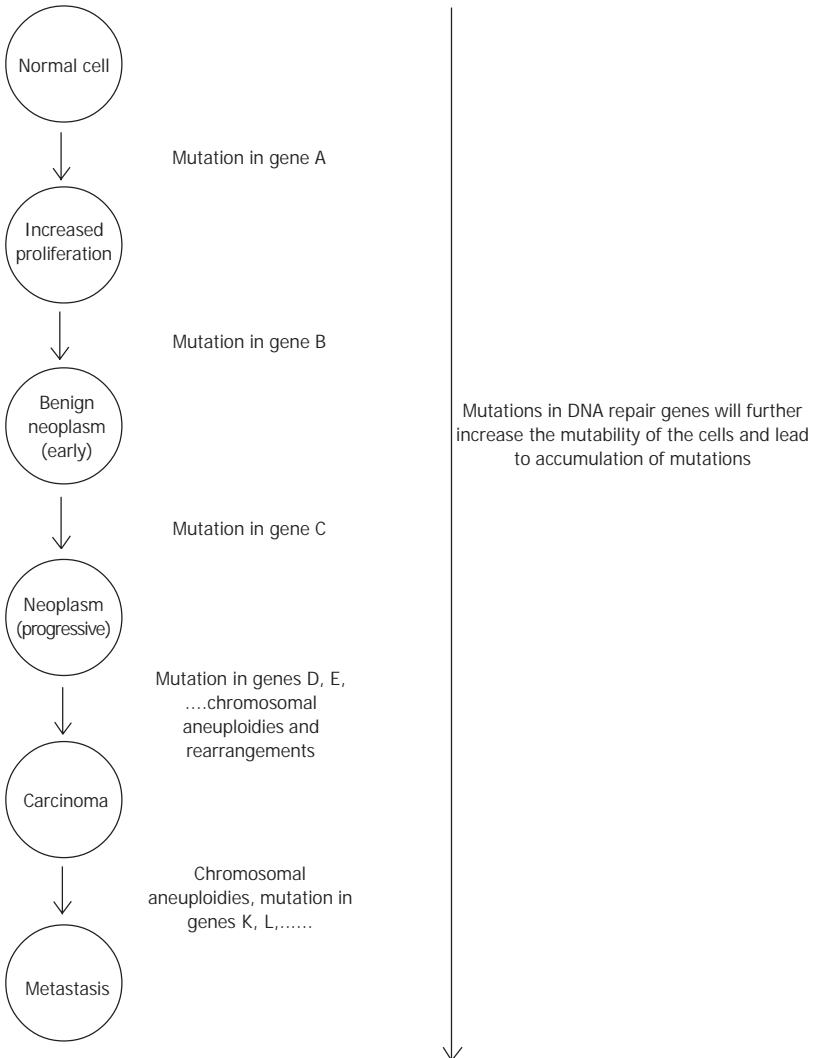 Normal cell
Mutation in gene A
Increased
proliferation
Mutation in gene B
Benign
neoplasm
(early)
Mutations in DNA repair genes will further
increase the mutability of the cells and lead
to accumulation of mutations
Mutation in gene C
Neoplasm
(progressive)
Mutation in genes D, E,
....chromosomal
aneuploidies and
rearrangements
Carcinoma
Chromosomal
aneuploidies, mutation in
genes K, L,......
Metastasis